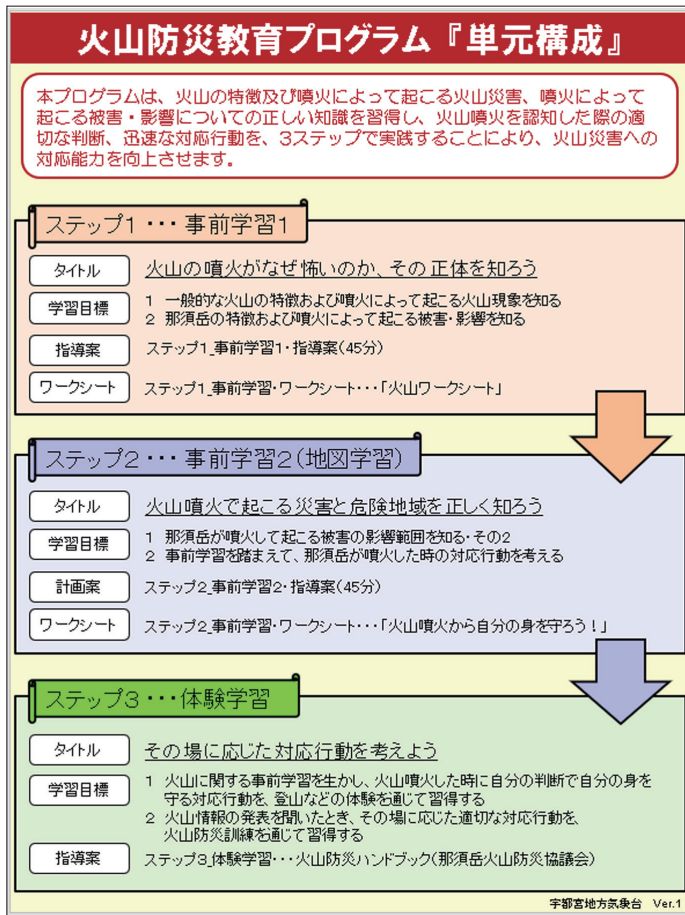 火山防災教育プログラム『単元構成』
本プログラムは、火山の特徴及び噴火によって起こる火山災害、噴火によって
起こる被害・影響についての正しい知識を習得し、火山噴火を認知した際の適
切な判断、迅速な対応行動を、3ステップで実践することにより、火山災害への
対応能力を向上させます。
ステップ1・・・事前学習1
タイトル 火山の噴火がなぜ怖いのか、その正体を知ろう
学習目標 1 一般的な火山の特徴および噴火によって起こる火山現象を知る
2 那須岳の特徴および噴火によって起こる被害・影響を知る
指導案 ステップ1_事前学習1・指導案(45分)
ワークシート ステップ1_事前学習・ワークシート・・・「火山ワークシート」
ステップ2・・・事前学習2(地図学習)
タイトル 火山噴火で起こる災害と危険地域を正しく知ろう
学習目標 1 那須岳が噴火して起こる被害の影響範囲を知る・その2
2 事前学習を踏まえて、那須岳が噴火した時の対応行動を考える
計画案 ステップ2_事前学習2・指導案(45分)
ワークシート ステップ2_事前学習・ワークシート・・・「火山噴火から自分の身を守ろう!」
ステップ3・・・体験学習
タイトル その場に応じた対応行動を考えよう
学習目標 1 火山に関する事前学習を生かし、火山噴火した時に自分の判断で自分の身を
守る対応行動を、登山などの体験を通じて習得する
2 火山情報の発表を聞いたとき、その場に応じた適切な対応行動を、
火山防災訓練を通じて習得する
指導案 ステップ3_体験学習・・・火山防災ハンドブック(那須岳火山防災協議会)
宇都宮地方気象台 Ver.1